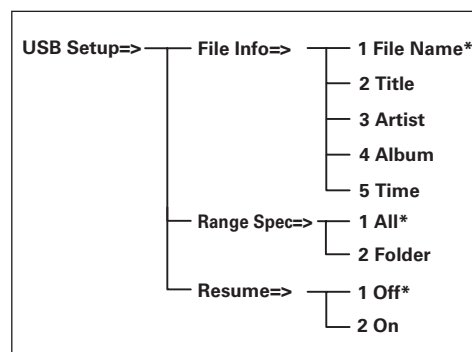 USB Setup=> File Info=> 1 File Name*
2 Title
3 Artist
4 Album
5 Time
Range Spec=> 1 All*
2 Folder
Resume=> 1 Off*
2 On